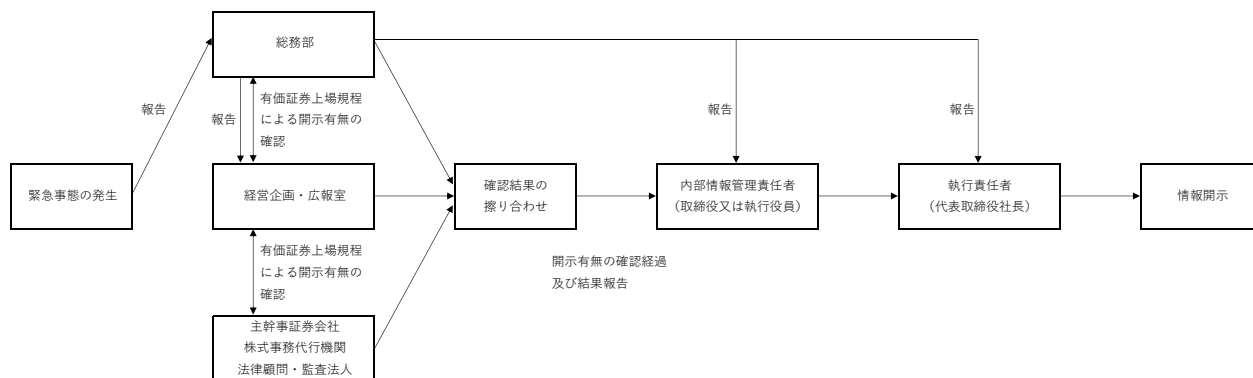 総務部
報告
報告
有価証券上場規程
による開示有無の
確認
報告
報告
緊急事態の発生
経営企画・広報室
確認結果の
擦り合わせ
内部情報管理責任者
（取締役又は執行役員）
執行責任者
（代表取締役社長）
情報開示
有価証券上場規程
による開示有無の
確認
開示有無の確認経過
及び結果報告
主幹事証券会社
株式事務代行機関
法律顧問・監査法人